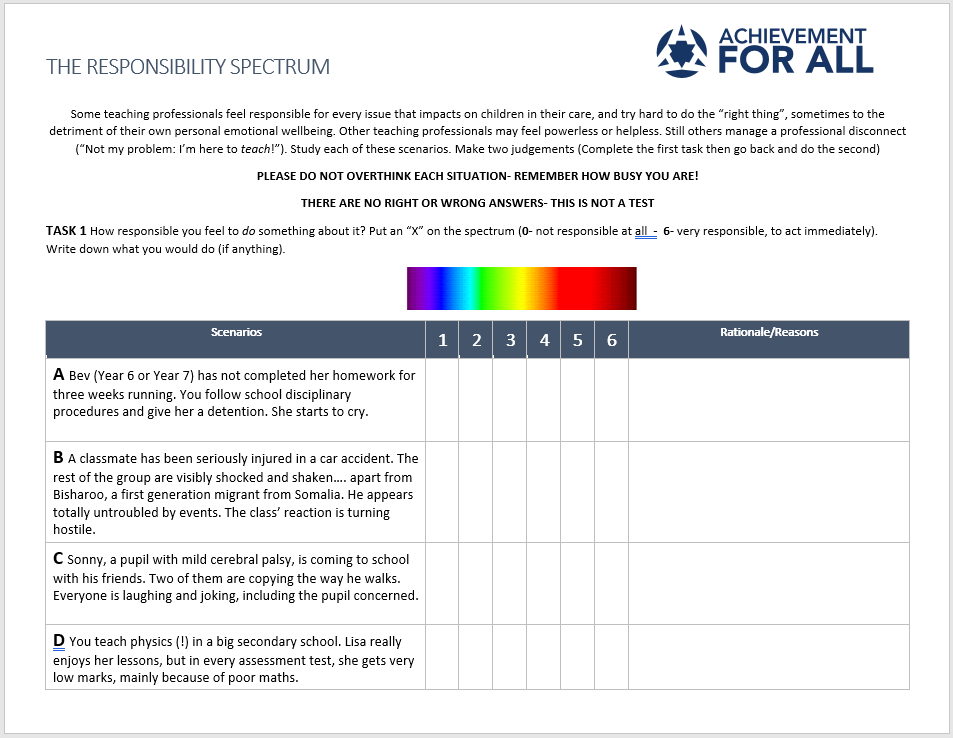 ACHIEVEMENT
FOR ALL
THE RESPONSIBILITY SPECTRUM
Some teaching professionals feel responsible for every issue that impacts on children in their care, and try hard to do the “right thing”, sometimes to the
detriment of their own personal emotional wellbeing. Other teaching professionals may feel powerless or helpless. Still others manage a professional disconnect
(“Not my problem: I’m here to teach!”). Study each of these scenarios. Make two judgements (Complete the first task then go back and do the second)
PLEASE DO NOT OVERTHINK EACH SITUATION- REMEMBER HOW BUSY YOU ARE!
THERE ARE NO RIGHT OR WRONG ANSWERS- THIS IS NOT A TEST
TASK 1 How responsible you feel to do something about it? Put an “X” on the spectrum (0- not responsible at all - 6- very responsible, to act immediately).
Write down what you would do (if anything).
Scenarios 1 2 3 4 5 6 Rationale/Reasons
A Bev (Year 6 or Year 7) has not completed her homework for
three weeks running. You follow school disciplinary
procedures and give her a detention. She starts to cry.
B A classmate has been seriously injured in a car accident. The
rest of the group are visibly shocked and shaken…. apart from
Bisharoo, a first generation migrant from Somalia. He appears
totally untroubled by events. The class’ reaction is turning
hostile.
C Sonny, a pupil with mild cerebral palsy, is coming to school
with his friends. Two of them are copying the way he walks.
Everyone is laughing and joking, including the pupil concerned.
D You teach physics (!) in a big secondary school. Lisa really
enjoys her lessons, but in every assessment test, she gets very
low marks, mainly because of poor maths.